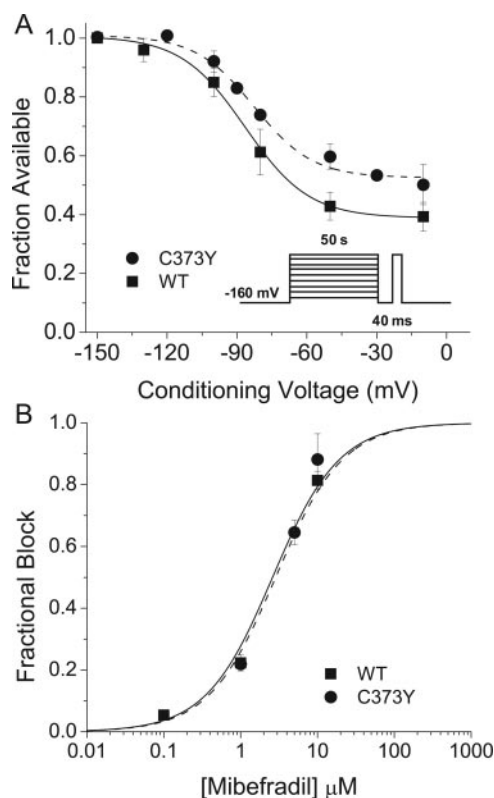 A
Fraction Available
1.0
0.8
0.6
0.4
0.2
0.0
C373Y
WT
50 s
-160 mV
40 ms
-150 -120 -90 -60 -30 0
Conditioning Voltage (mV)
B
Fractional Block
1.0
0.8
0.6
0.4
0.2
0.0
WT
C373Y
0.01 0.1 1 10 100 1000
[Mibefradil] μM